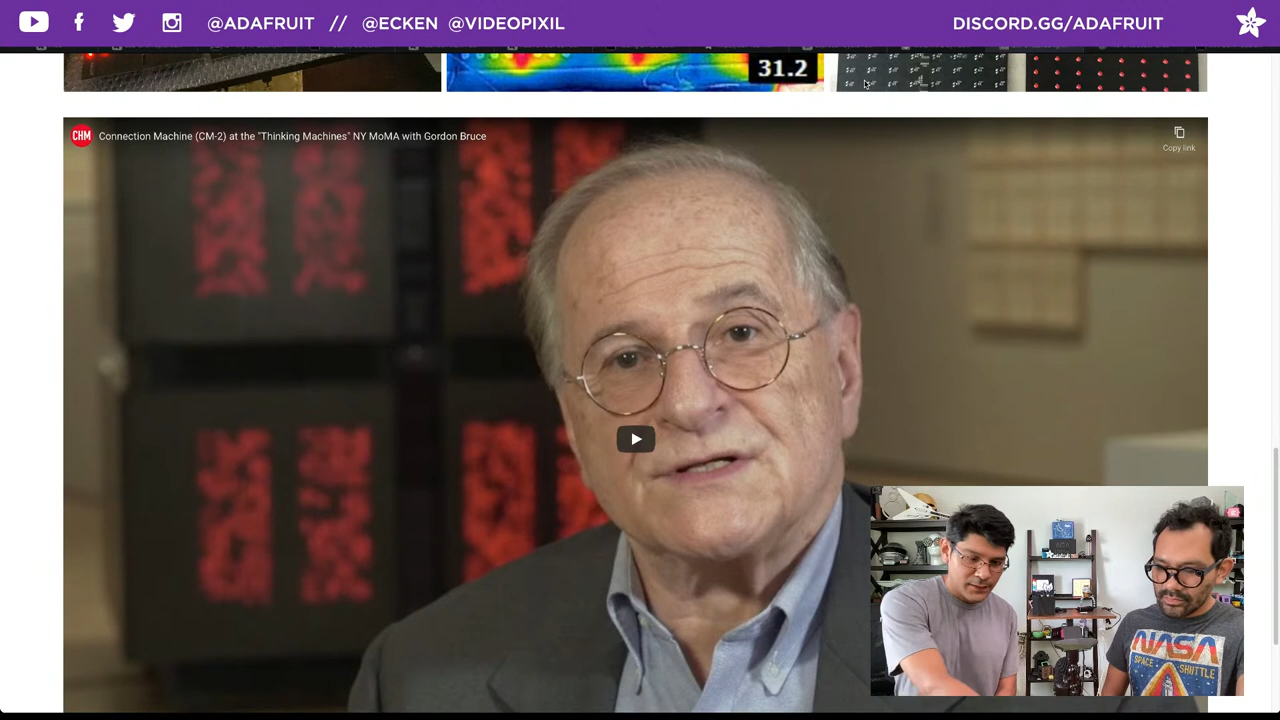 @ADAFRUIT // @ECKEN @VIDEOPIXIL
DISCORD.GG/ADAFRUIT
31.2
CHM
Connection Machine (CM-2) at the "Thinking Machines" NY MoMA with Gordon Bruce
Copy link
NASA
SPACE SHUTTLE